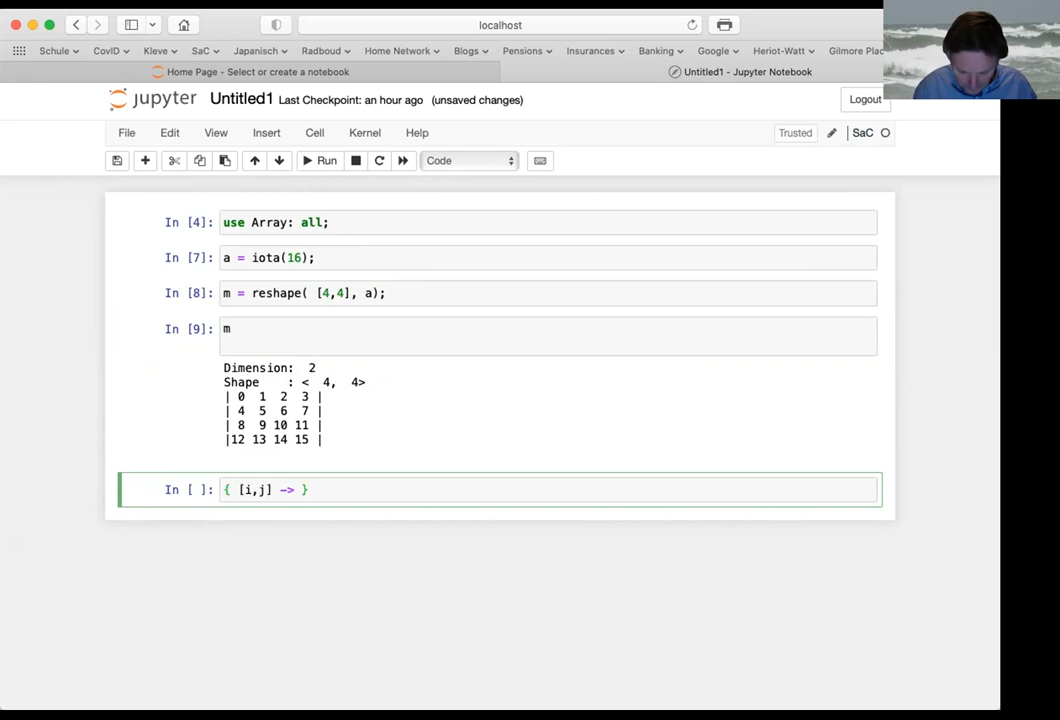 localhost
Schule CovID Kleve SaC Japanisch Radboud Home Network Blogs Pensions Insurances Banking Google Heriot-Watt Gilmore Plac
Home Page - Select or create a notebook
Untitled1 - Jupyter Notebook
jupyter Untitled1 Last Checkpoint: an hour ago (unsaved changes)
Logout
File Edit View Insert Cell Kernel Help
Trusted SaC
Run Code
In [4]: use Array: all;
In [7]: a = iota(16);
In [8]: m = reshape( [4,4], a);
In [9]: m
Dimension: 2
Shape : < 4, 4>
| 0 1 2 3 |
| 4 5 6 7 |
| 8 9 10 11 |
|12 13 14 15 |
In [ ]: { [i,j] -> }